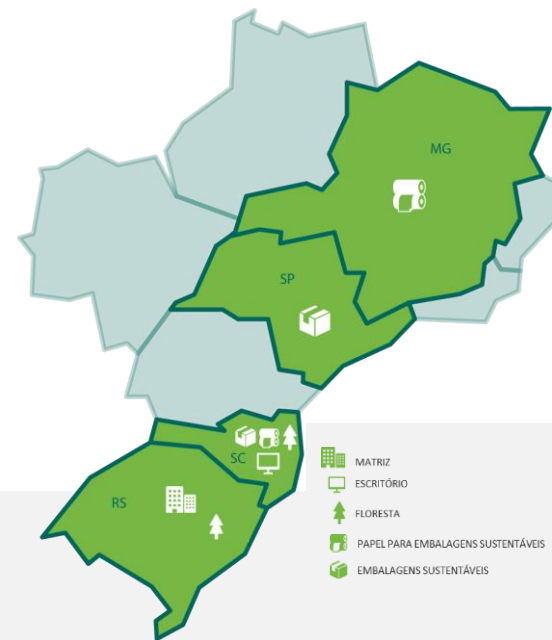 MG
SP
SC
RS
MATRIZ
ESCRITÓRIO
FLORESTA
PAPEL PARA EMBALAGENS SUSTENTÁVEIS
EMBALAGENS SUSTENTÁVEIS